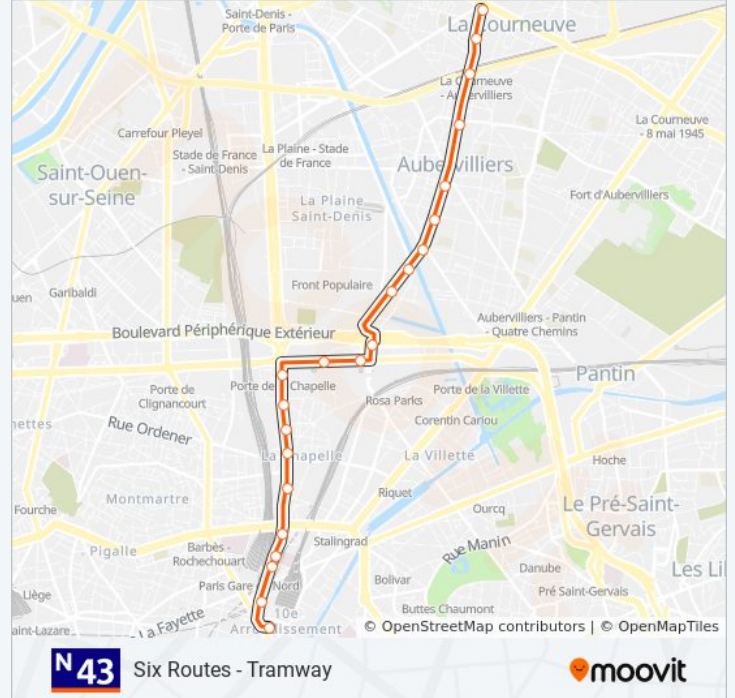 Saint-Denis -
Porte de Paris
La Courneuve
La Courneuve
- Aubervilliers
La Courneuve
- 8 mai 1945
Carrefour Pleyel
Stade de France
- Saint-Denis
La Plaine - Stade
de France
Aubervilliers
Saint-Ouen-
sur-Seine
Fort d'Aubervilliers
La Plaine
Saint-Denis
Front Populaire
Garibaldi
Aubervilliers - Pantin
- Quatre Chemins
Boulevard Périphérique Extérieur
Pantin
Porte de
Clignancourt
Porte de la Chapelle
Porte de la Villette
Rosa Parks
Corentin Cariou
Rue Ordener
La Chapelle
La Villette
Hoche
Riquet
Montmartre
Ourcq
Le Pré-Saint-
Gervais
Fourche
Pigalle
Barbès -
Rochechouart
Stalingrad
Rue Manin
Danube
Les Lil
Paris Gare du Nord
Bolivar
Pré Saint-Gervais
Liège
Buttes Chaumont
10e
Arrondissement
La Fayette
aint-Lazare
© OpenStreetMap contributors | © OpenMapTiles
N43 Six Routes - Tramway
moovit